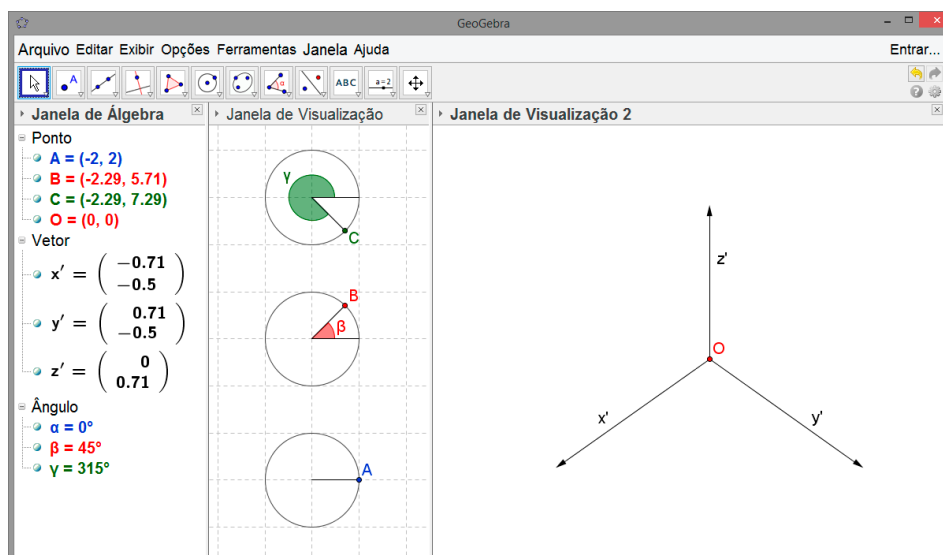 GeoGebra
Arquivo Editar Exibir Opções Ferramentas Janela Ajuda Entrar...
A α ABC a=2
Janela de Álgebra
Ponto
A = (-2, 2)
B = (-2.29, 5.71)
C = (-2.29, 7.29)
O = (0, 0)
Vetor
x' = ( −0.71
−0.5 )
y' = ( 0.71
−0.5 )
z' = ( 0
0.71 )
Ângulo
α = 0°
β = 45°
γ = 315°
Janela de Visualização
γ
C
B
β
A
Janela de Visualização 2
z'
O
x' y'